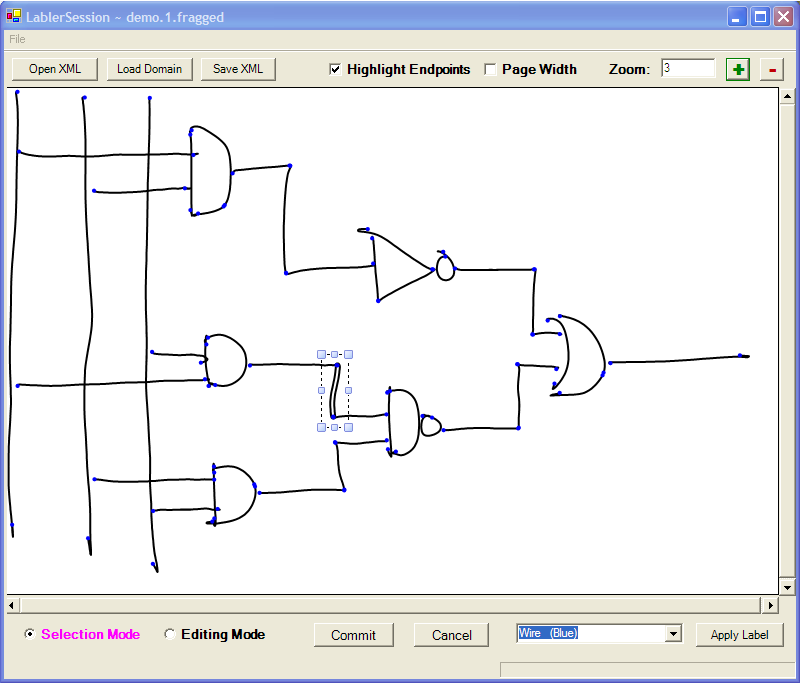 LablerSession ~ demo.1.fragged
File
Open XML Load Domain Save XML Highlight Endpoints Page Width Zoom: 3 + -
Selection Mode Editing Mode Commit Cancel Wire (Blue) Apply Label